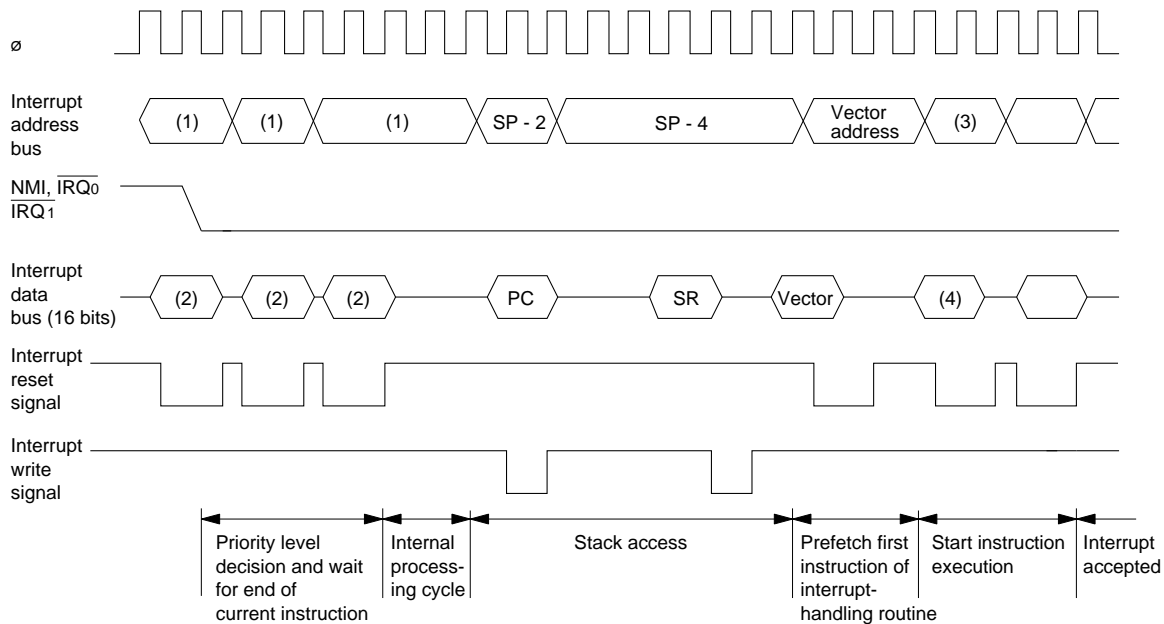 ø
Interrupt
address
bus
(1) (1) (1) SP - 2 SP - 4 Vector
address (3)
NMI, IRQ0
IRQ1
Interrupt
data
bus (16 bits)
(2) (2) (2) PC SR Vector (4)
Interrupt
reset
signal
Interrupt
write
signal
Priority level
decision and wait
for end of
current instruction
Internal
process-
ing cycle
Stack access
Prefetch first
instruction of
interrupt-
handling routine
Start instruction
execution
Interrupt
accepted